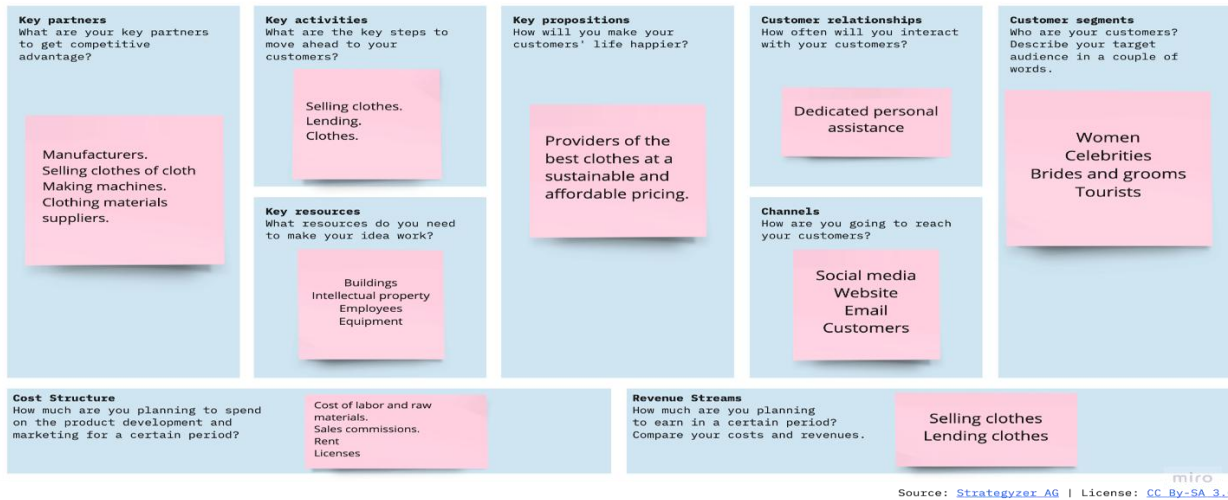 Key partners
What are your key partners
to get competitive
advantage?
Manufacturers.
Selling clothes of cloth
Making machines.
Clothing materials
suppliers.
Key activities
What are the key steps to
move ahead to your
customers?
Selling clothes.
Lending.
Clothes.
Key resources
What resources do you need
to make your idea work?
Buildings
Intellectual property
Employees
Equipment
Key propositions
How will you make your
customers' life happier?
Providers of the
best clothes at a
sustainable and
affordable pricing.
Customer relationships
How often will you interact
with your customers?
Dedicated personal
assistance
Channels
How are you going to reach
your customers?
Social media
Website
Email
Customers
Customer segments
Who are your customers?
Describe your target
audience in a couple of
words.
Women
Celebrities
Brides and grooms
Tourists
Cost Structure
How much are you planning to spend
on the product development and
marketing for a certain period?
Cost of labor and raw
materials.
Sales commissions.
Rent
Licenses
Revenue Streams
How much are you planning
to earn in a certain period?
Compare your costs and revenues.
Selling clothes
Lending clothes
miro
Source: Strategyzer AG | License: CC By-SA 3.